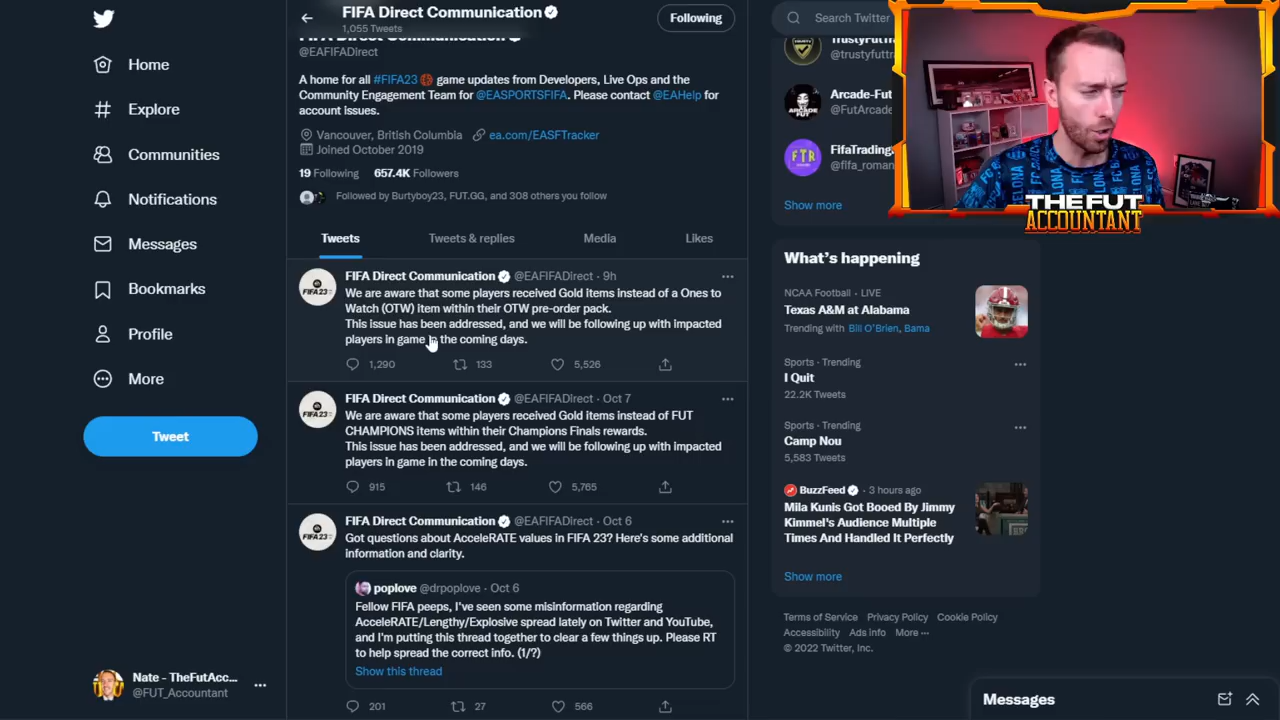 FIFA Direct Communication
1,055 Tweets
Following
@EAFIFADirect
A home for all #FIFA23 game updates from Developers, Live Ops and the
Community Engagement Team for @EASPORTSFIFA. Please contact @EAHelp for
account issues.
Vancouver, British Columbia ea.com/EASFTracker
Joined October 2019
19 Following 657.4K Followers
Followed by Burtyboy23, FUT.GG, and 308 others you follow
Tweets Tweets & replies Media Likes
FIFA Direct Communication @EAFIFADirect · 9h
We are aware that some players received Gold items instead of a Ones to
Watch (OTW) item within their OTW pre-order pack.
This issue has been addressed, and we will be following up with impacted
players in game in the coming days.
1,290 133 5,526
FIFA Direct Communication @EAFIFADirect · Oct 7
We are aware that some players received Gold items instead of FUT
CHAMPIONS items within their Champions Finals rewards.
This issue has been addressed, and we will be following up with impacted
players in game in the coming days.
915 146 5,765
FIFA Direct Communication @EAFIFADirect · Oct 6
Got questions about AcceleRATE values in FIFA 23? Here's some additional
information and clarity.
poplove @drpoplove · Oct 6
Fellow FIFA peeps, I've seen some misinformation regarding
AcceleRATE/Lengthy/Explosive spread lately on Twitter and YouTube,
and I'm putting this thread together to clear a few things up. Please RT
to help spread the correct info. (1/?)
Show this thread
201 27 566
Home
Explore
Communities
Notifications
Messages
Bookmarks
Profile
More
Tweet
Nate - TheFutAcc...
@FUT_Accountant
Search Twitter
@trustyfuttr
Arcade-Fut
@FutArcade
FifaTrading
@fifa_roman
Show more
THE FUT
ACCOUNTANT
What's happening
NCAA Football · LIVE
Texas A&M at Alabama
Trending with Bill O'Brien, Bama
Sports · Trending
I Quit
22.2K Tweets
Sports · Trending
Camp Nou
5,583 Tweets
BuzzFeed · 3 hours ago
Mila Kunis Got Booed By Jimmy
Kimmel's Audience Multiple
Times And Handled It Perfectly
Show more
Terms of Service Privacy Policy Cookie Policy
Accessibility Ads info More ···
© 2022 Twitter, Inc.
Messages